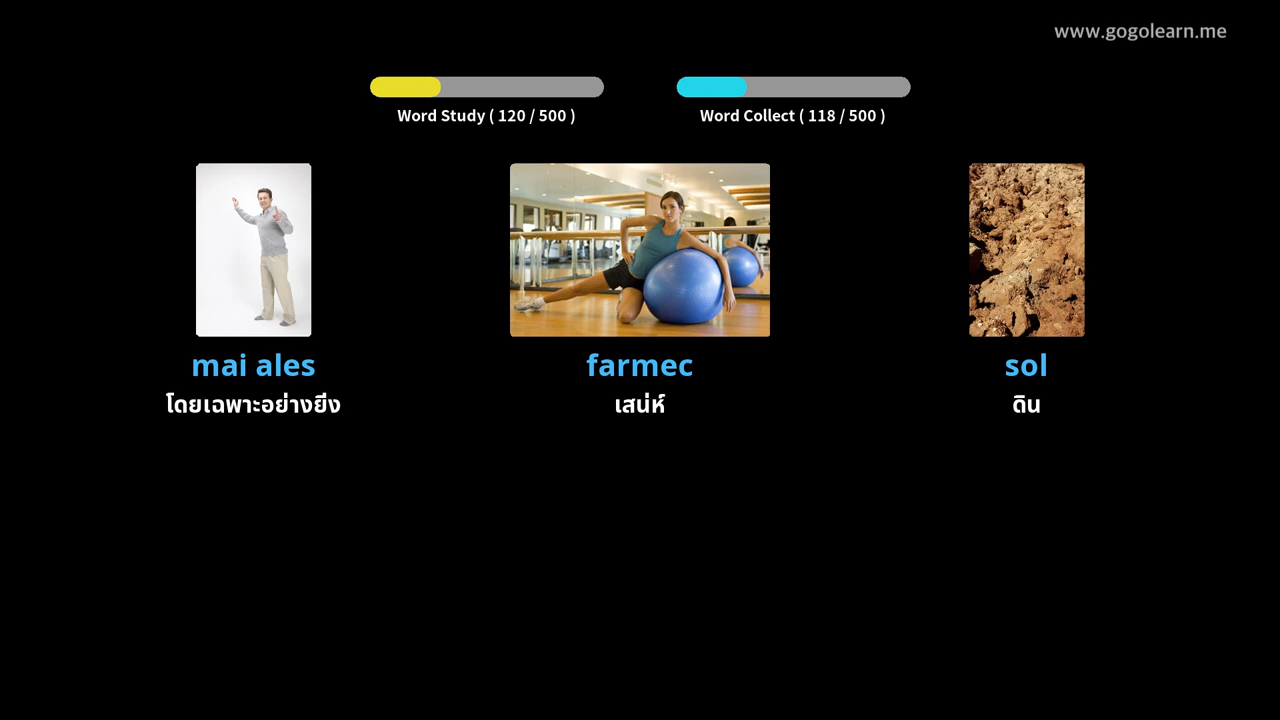 www.gogolearn.me
Word Study ( 120 / 500 )
Word Collect ( 118 / 500 )
mai ales
farmec
sol
โดยเฉพาะอย่างยิ่ง
เสน่ห์
ดิน